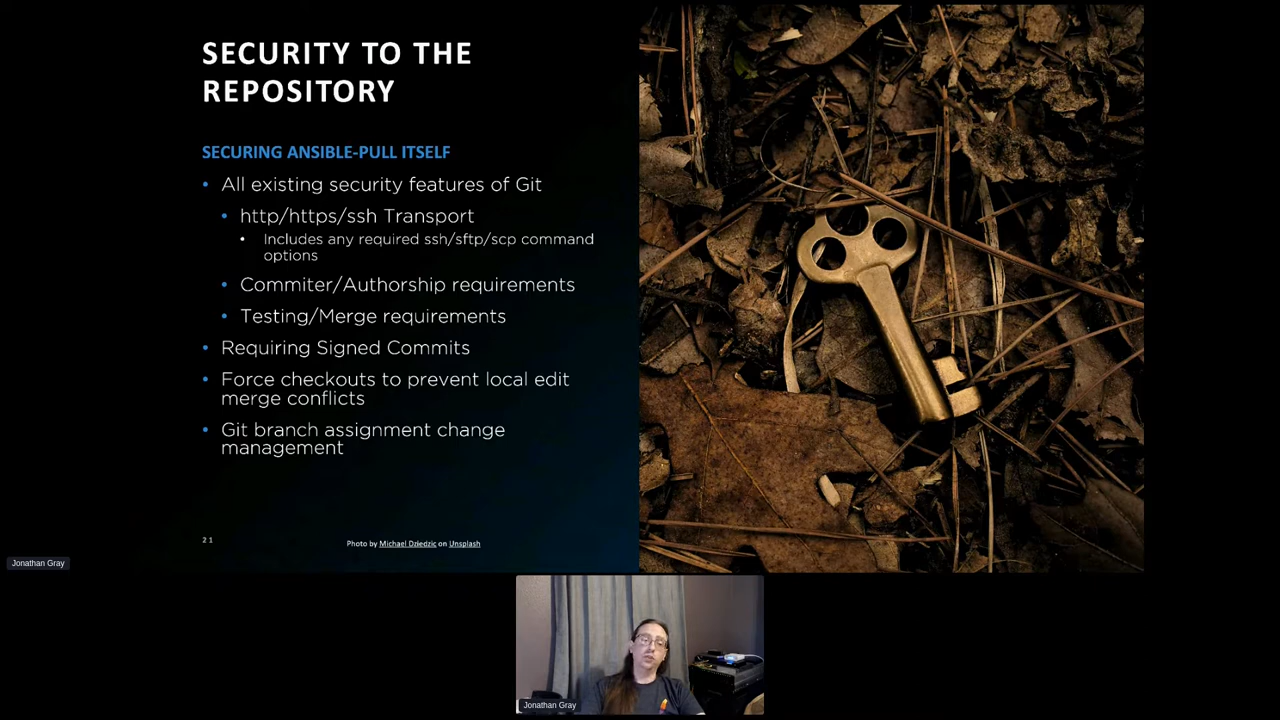 SECURITY TO THE
REPOSITORY
SECURING ANSIBLE-PULL ITSELF
• All existing security features of Git
• http/https/ssh Transport
• Includes any required ssh/sftp/scp command
options
• Commiter/Authorship requirements
• Testing/Merge requirements
• Requiring Signed Commits
• Force checkouts to prevent local edit
merge conflicts
• Git branch assignment change
management
21
Photo by Michael Dziedzic on Unsplash
Jonathan Gray
Jonathan Gray